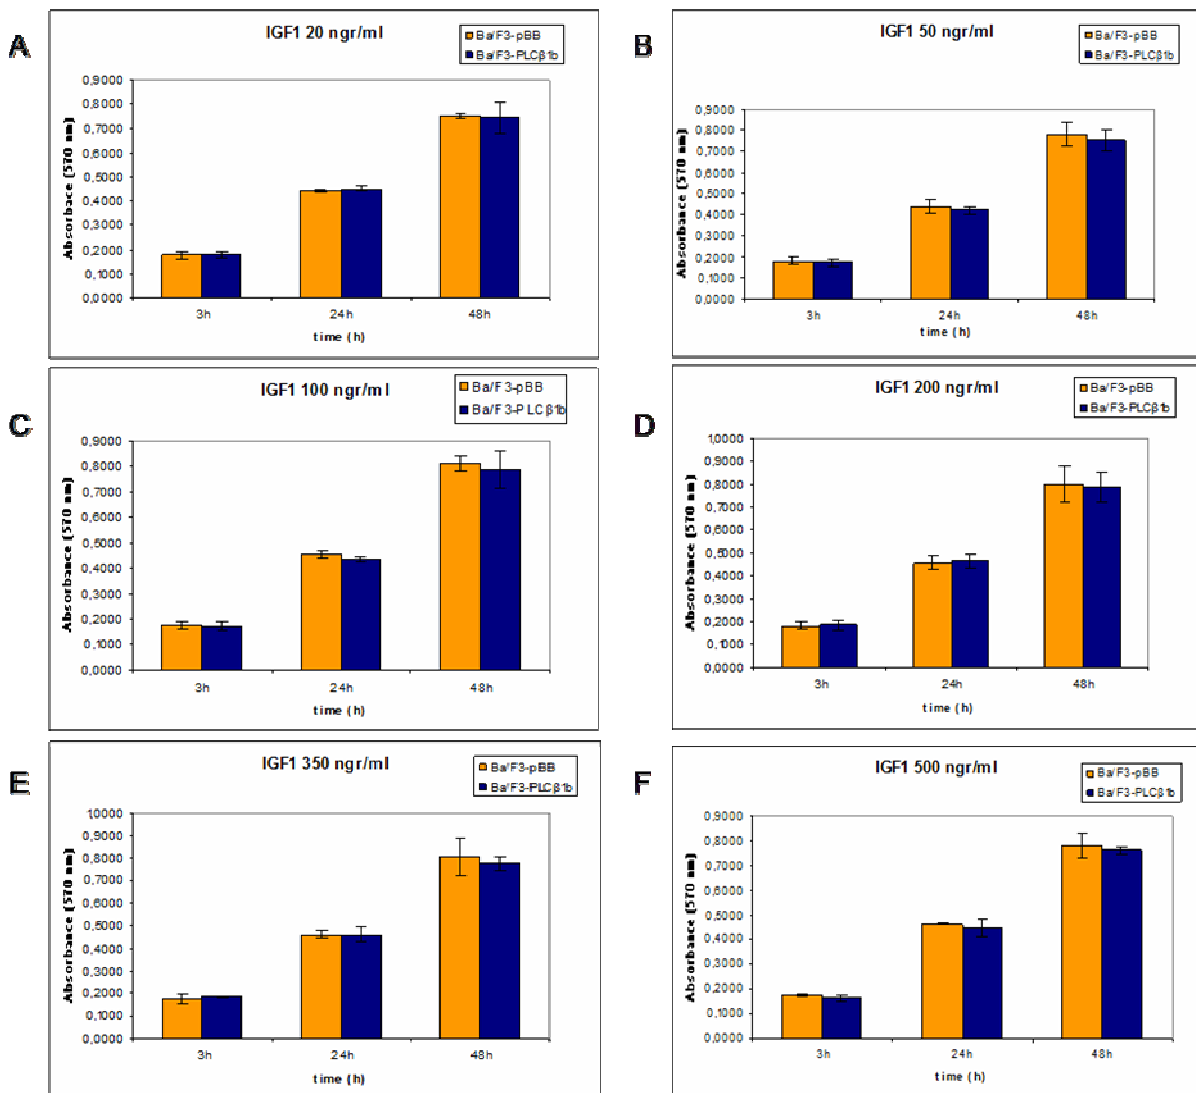 A
IGF1 20 ngr/ml
Ba/F3-pBB
Ba/F3-PLCβ1b
Absorbace (570 nm)
0,9000
0,8000
0,7000
0,6000
0,5000
0,4000
0,3000
0,2000
0,1000
0,0000
3h 24h 48h
time (h)
B
IGF1 50 ngr/ml
Ba/F3-pBB
Ba/F3-PLCβ1b
Absorbance (570 nm)
0,9000
0,8000
0,7000
0,6000
0,5000
0,4000
0,3000
0,2000
0,1000
0,0000
3h 24h 48h
time (h)
C
IGF1 100 ngr/ml
Ba/F3-pBB
Ba/F3-PLCβ1b
Absorbance (570 nm)
0,9000
0,8000
0,7000
0,6000
0,5000
0,4000
0,3000
0,2000
0,1000
0,0000
3h 24h 48h
time (h)
D
IGF1 200 ngr/ml
Ba/F3-pBB
Ba/F3-PLCβ1b
Absorbance (570 nm)
1,0000
0,9000
0,8000
0,7000
0,6000
0,5000
0,4000
0,3000
0,2000
0,1000
0,0000
3h 24h 48h
time (h)
E
IGF1 350 ngr/ml
Ba/F3-pBB
Ba/F3-PLCβ1b
Absorbance (570 nm)
1,0000
0,9000
0,8000
0,7000
0,6000
0,5000
0,4000
0,3000
0,2000
0,1000
0,0000
3h 24h 48h
time (h)
F
IGF1 500 ngr/ml
Ba/F3-pBB
Ba/F3-PLCβ1b
Absorbance (570 nm)
0,9000
0,8000
0,7000
0,6000
0,5000
0,4000
0,3000
0,2000
0,1000
0,0000
3h 24h 48h
time (h)